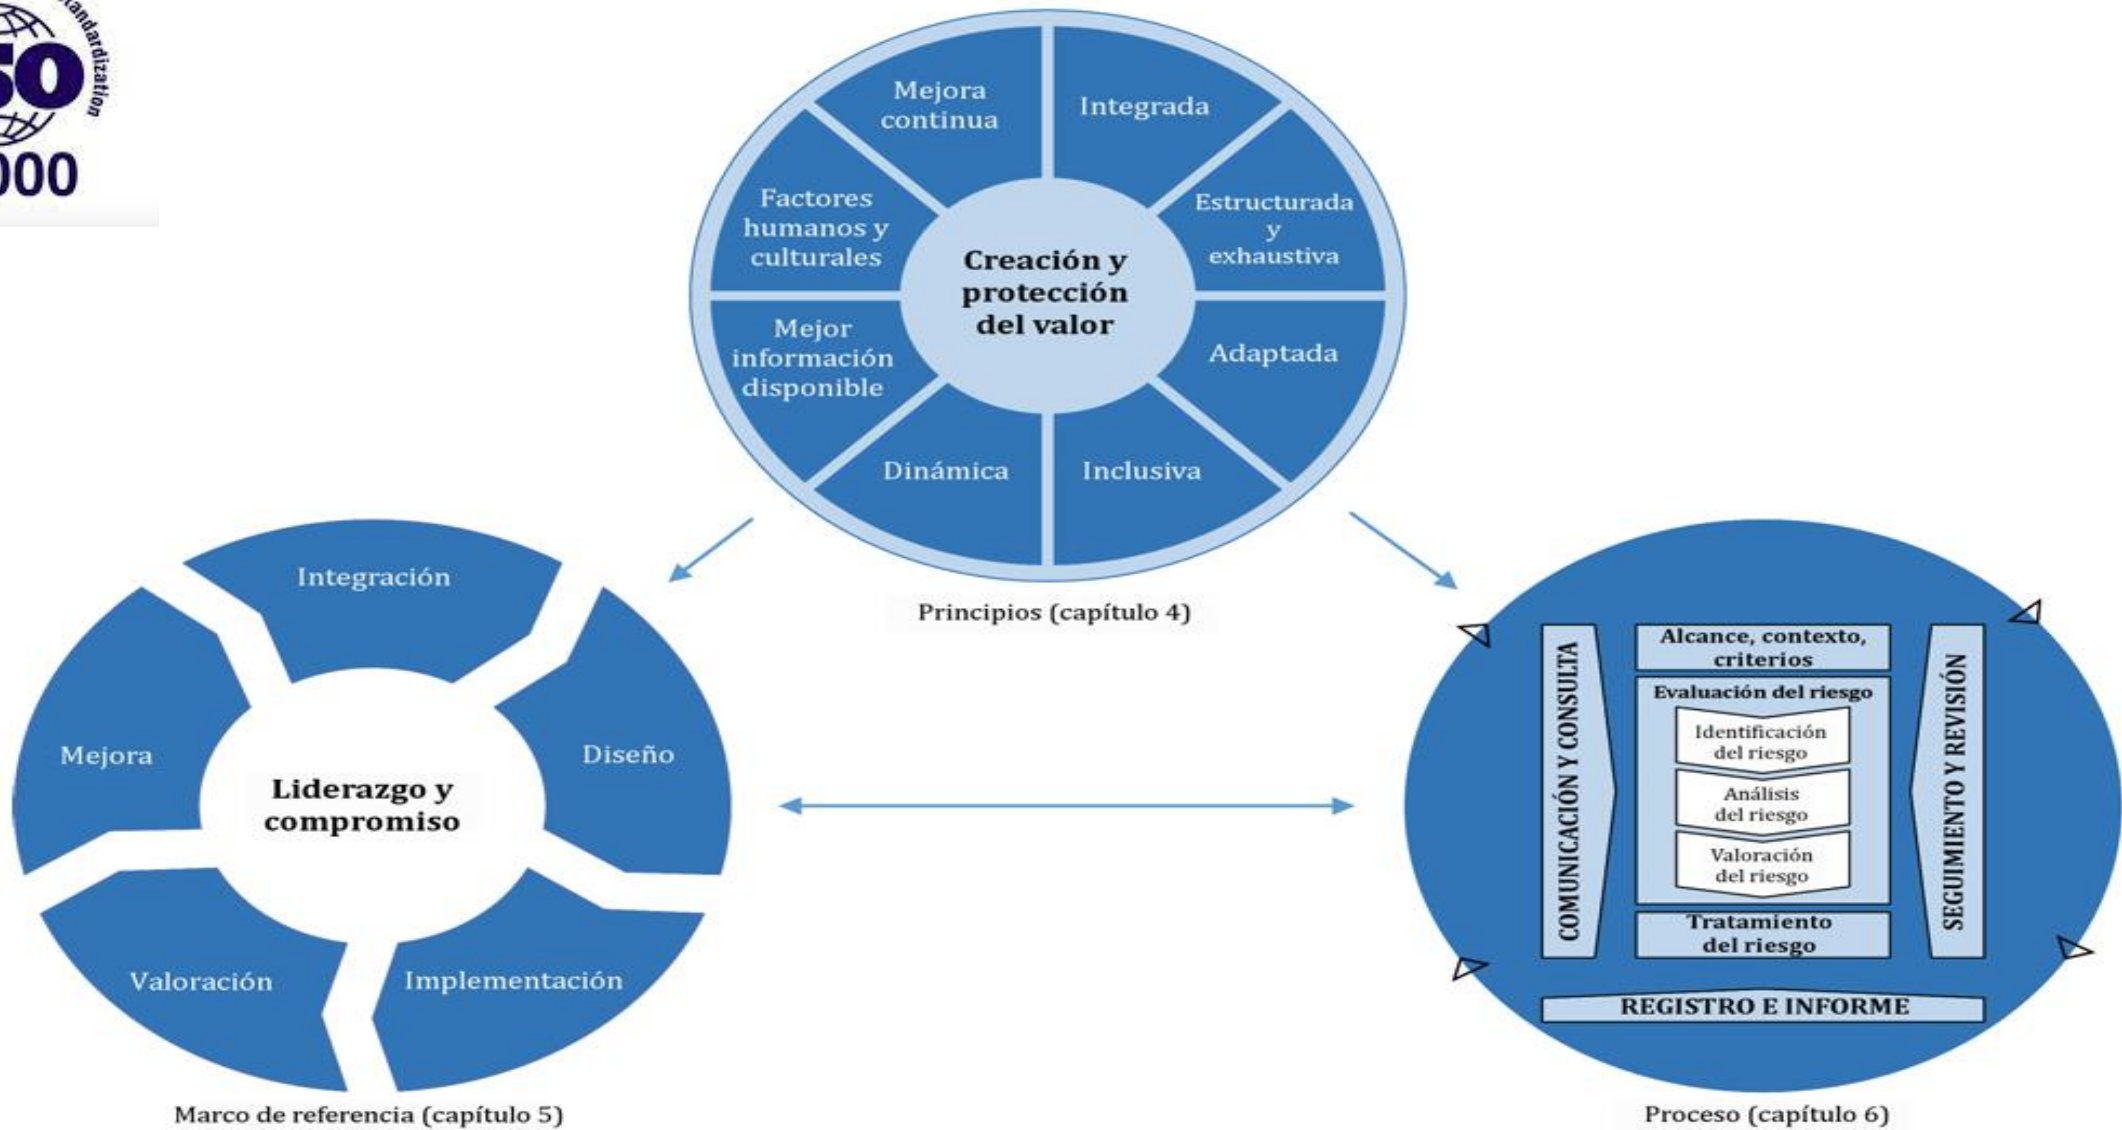 Standardization
SO
000
Mejora
continua
Integrada
Factores
humanos y
culturales
Estructurada
y
exhaustiva
Creación y
protección
del valor
Mejor
información
disponible
Adaptada
Dinámica
Inclusiva
Principios (capítulo 4)
Integración
Mejora
Diseño
Liderazgo y
compromiso
Valoración
Implementación
Marco de referencia (capítulo 5)
COMUNICACIÓN Y CONSULTA
Alcance, contexto,
criterios
Evaluación del riesgo
Identificación
del riesgo
Análisis
del riesgo
Valoración
del riesgo
Tratamiento
del riesgo
SEGUIMIENTO Y REVISIÓN
REGISTRO E INFORME
Proceso (capítulo 6)